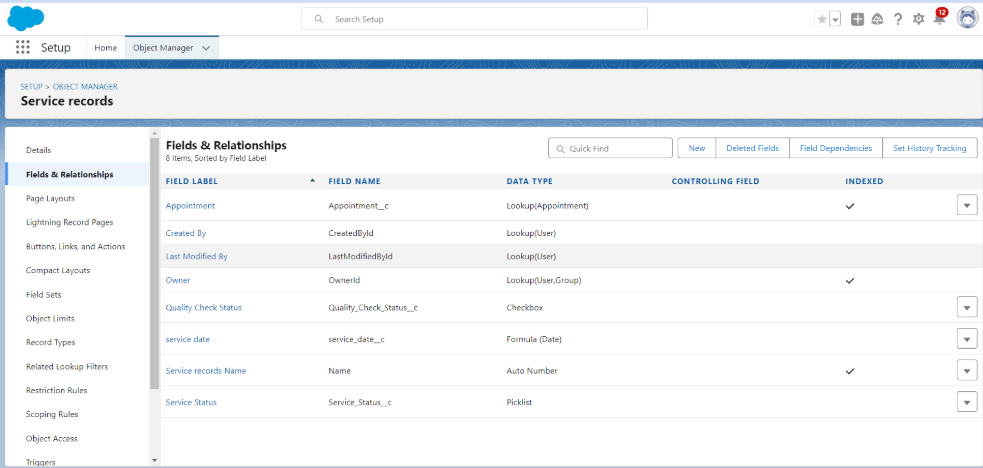 Search Setup
12
Setup
Home
Object Manager
SETUP > OBJECT MANAGER
Service records
Details
Fields & Relationships
Page Layouts
Lightning Record Pages
Buttons, Links, and Actions
Compact Layouts
Field Sets
Object Limits
Record Types
Related Lookup Filters
Restriction Rules
Scoping Rules
Object Access
Triggers
Fields & Relationships
8 Items, Sorted by Field Label
Quick Find
New
Deleted Fields
Field Dependencies
Set History Tracking
FIELD LABEL FIELD NAME DATA TYPE CONTROLLING FIELD INDEXED
Appointment Appointment__c Lookup(Appointment)
Created By CreatedById Lookup(User)
Last Modified By LastModifiedById Lookup(User)
Owner OwnerId Lookup(User,Group)
Quality Check Status Quality_Check_Status__c Checkbox
service date service_date__c Formula (Date)
Service records Name Name Auto Number
Service Status Service_Status__c Picklist